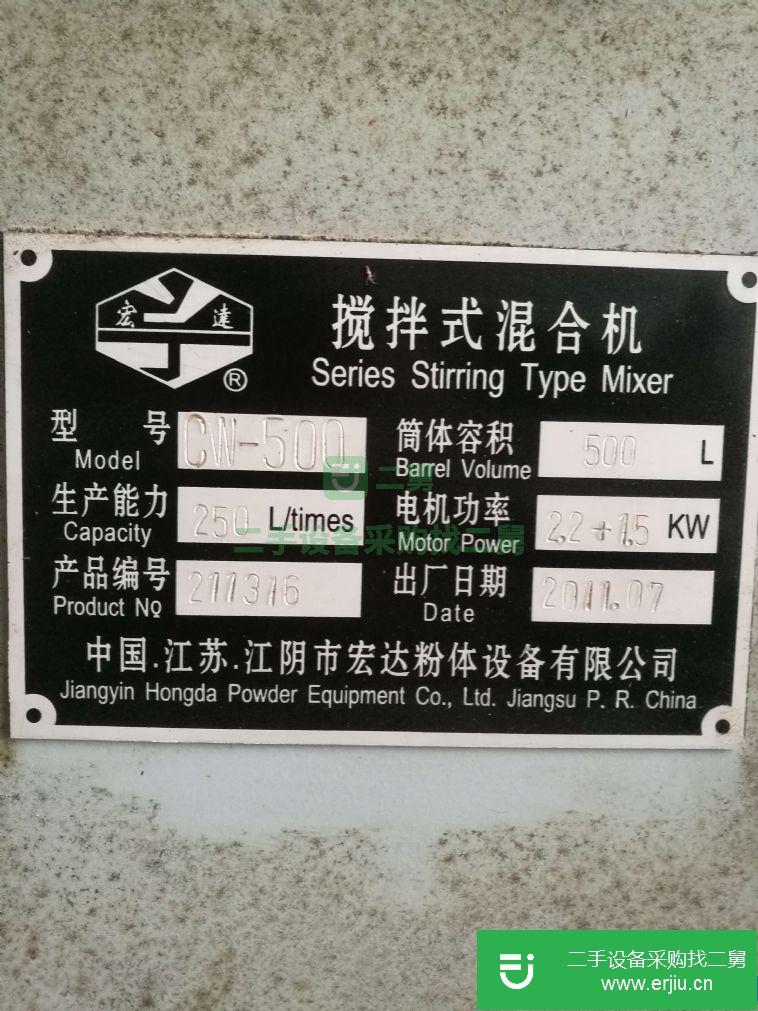 宏達
®
搅拌式混合机
Series Stirring Type Mixer
型 号 CW-500
Model
筒体容积 500 L
Barrel Volume
生产能力 250 L/times
Capacity
电机功率 2.2+1.5 KW
Motor Power
产品编号 211316
Product No
出厂日期 2011.07
Date
中国.江苏.江阴市宏达粉体设备有限公司
Jiangyin Hongda Powder Equipment Co., Ltd. Jiangsu P. R. China
二舅
二手设备采购找二舅
二手设备采购找二舅
www.erjiu.cn